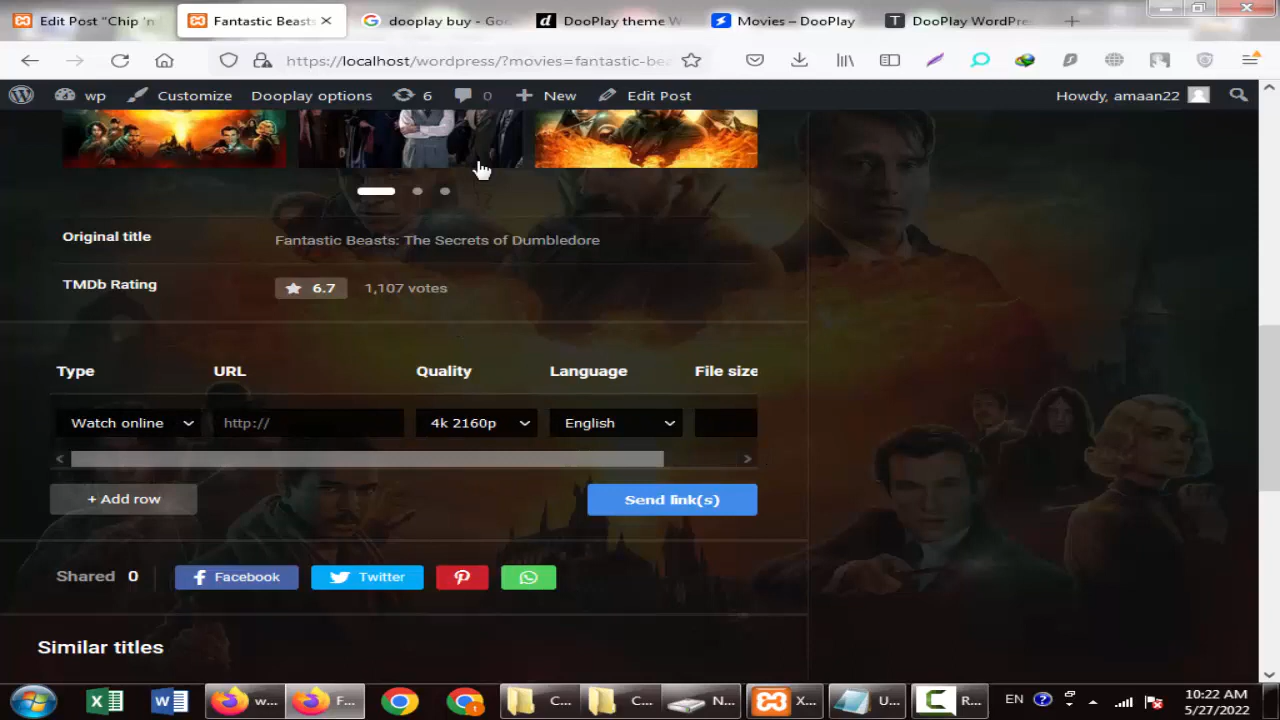 Edit Post "Chip 'n
Fantastic Beasts
dooplay buy - Go
DooPlay theme W
Movies – DooPlay
DooPlay WordPre
https://localhost/wordpress/?movies=fantastic-bea
wp
Customize
Dooplay options
6
0
New
Edit Post
Howdy, amaan22
Original title
Fantastic Beasts: The Secrets of Dumbledore
TMDb Rating
6.7
1,107 votes
Type
URL
Quality
Language
File size
Watch online
http://
4k 2160p
English
+ Add row
Send link(s)
Shared 0
Facebook
Twitter
Similar titles
w...
F...
C...
C...
N...
X...
U...
R...
EN
10:22 AM
5/27/2022